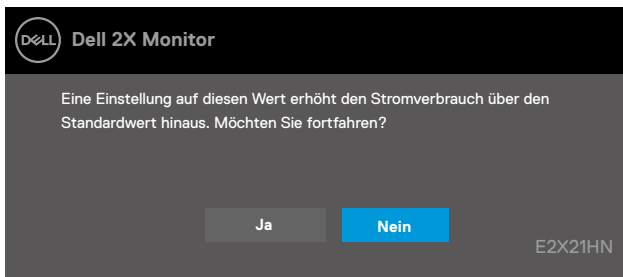 DELL Dell 2X Monitor
Eine Einstellung auf diesen Wert erhöht den Stromverbrauch über den
Standardwert hinaus. Möchten Sie fortfahren?
Ja Nein
E2X21HN